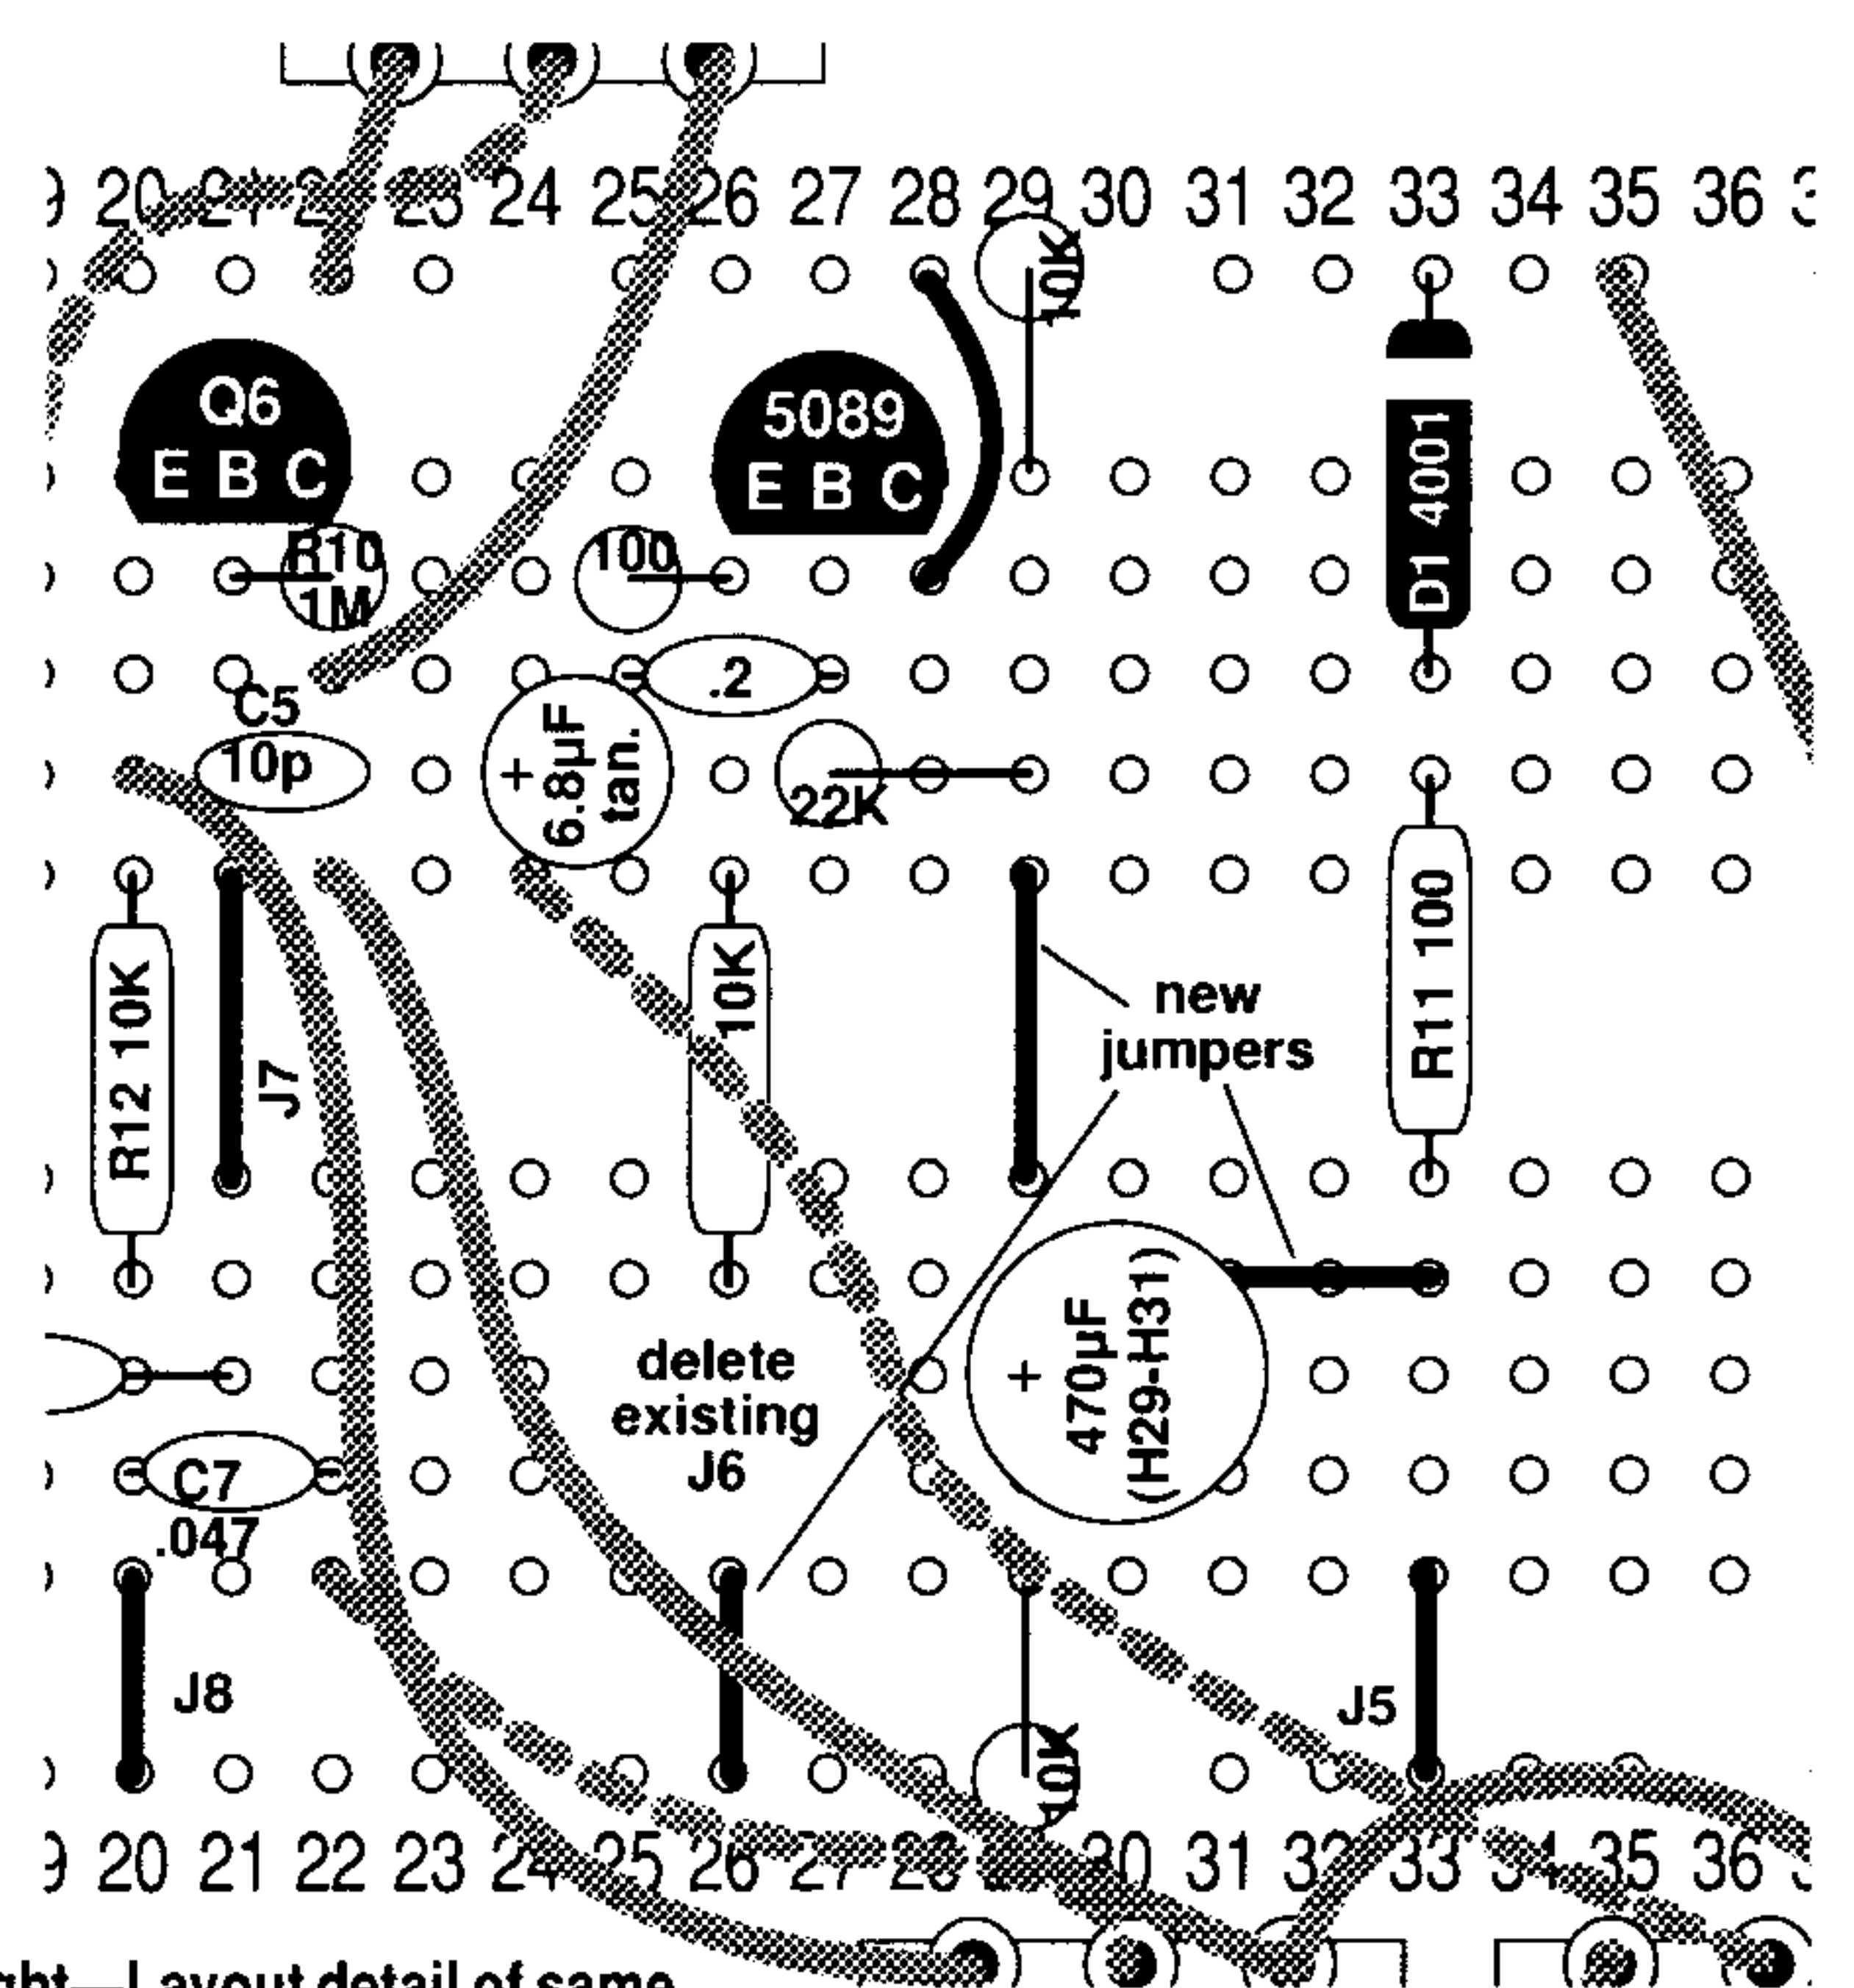 20 21 22 23 24 25 26 27 28 29 30 31 32 33 34 35 36
10K
Q6
E B C
5089
E B C
D1 4001
R10
1M
100
.2
C5
10p
6.8µF
tan.
+
22K
R12 10K
J7
10K
new
jumpers
R11 100
delete
existing
J6
+
470µF
(H29-H31)
C7
.047
J8
10K
J5
20 21 22 23 24 25 26 27 28 29 30 31 32 33 34 35 36
Layout detail of same